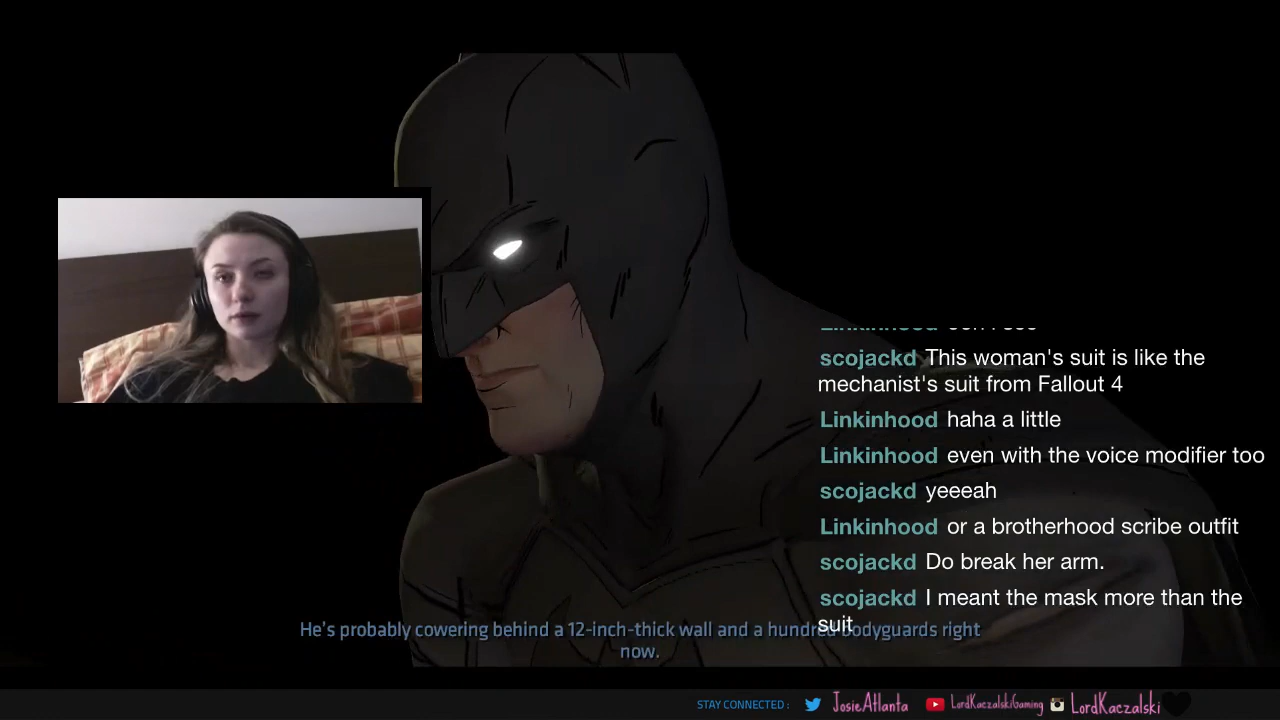 scojackd This woman's suit is like the
mechanist's suit from Fallout 4
Linkinhood haha a little
Linkinhood even with the voice modifier too
scojackd yeeeah
Linkinhood or a brotherhood scribe outfit
scojackd Do break her arm.
scojackd I meant the mask more than the
suit
He's probably cowering behind a 12-inch-thick wall and a hundred bodyguards right
now.
STAY CONNECTED : JosieAtlanta LordKaczalskiGaming LordKaczalski